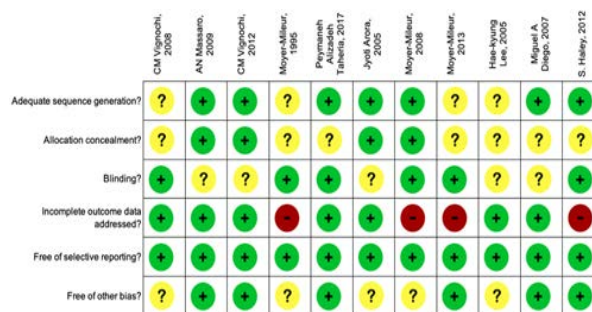 CM Vignochi,
2008
AN Massaro,
2009
CM Vignochi,
2012
Moyer-Mileur,
1995
Peymaneh
Alizadeh
Taheria, 2017
Jyoti Arora,
2005
Moyer-Mileur,
2008
Moyer-Mileur,
2013
Hae-kyung
Lee, 2005
Miguel A
Diego, 2007
S. Haley, 2012
Adequate sequence generation? ? + + ? + + + ? ? + +
Allocation concealment? ? + + ? ? + + ? ? ? ?
Blinding? + ? ? + + ? + + ? ? +
Incomplete outcome data
addressed? + + + - + + - - + + -
Free of selective reporting? + + + + + + + + + + +
Free of other bias? ? + + ? + ? ? + ? + +